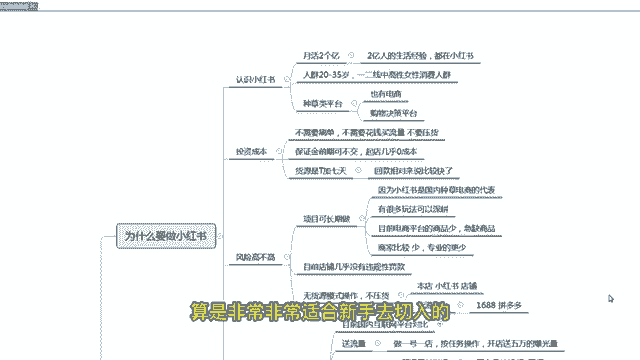 月活2个亿
2亿人的生活经验，都在小红书
认识小红书
人群20-35岁，一二线中高性女性消费人群
也有电商
种草类平台
购物决策平台
不需要刷单，不需要花钱买流量 不要压货
投资成本
保证金前期可不交，起店几乎0成本
货源是T加七天
回款相对来说比较快了
因为小红书是国内种草电商的代表
有很多玩法可以深耕
项目可长期做
目前电商平台的商品少，急缺商品
商家比较 少，专业的更少
为什么要做小红书
风险高不高
目前店铺几乎没有违规性罚款
本店 小红书 店铺
无货源模式操作，不压货
1688 拼多多
算是非常非常适合新手去切入的
目前国内互联网平台对比
送流量
做一号一店，按任务操作，开店送五万的曝光量